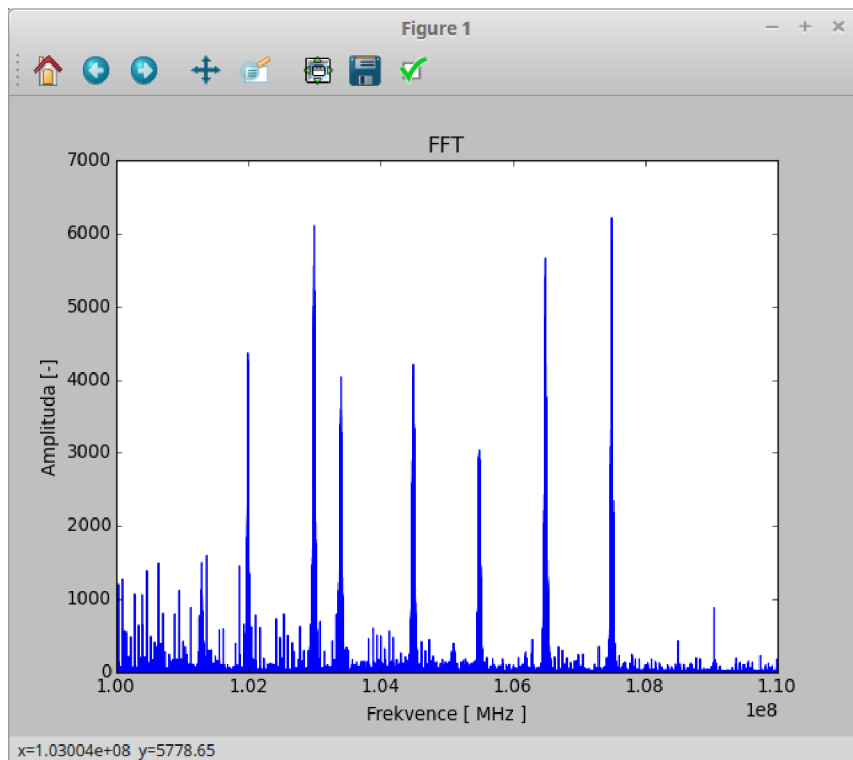 Figure 1
FFT
7000
6000
5000
4000
3000
2000
1000
0
Amplituda [-]
1.00 1.02 1.04 1.06 1.08 1.10
1e8
Frekvence [ MHz ]
x=1.03004e+08 y=5778.65